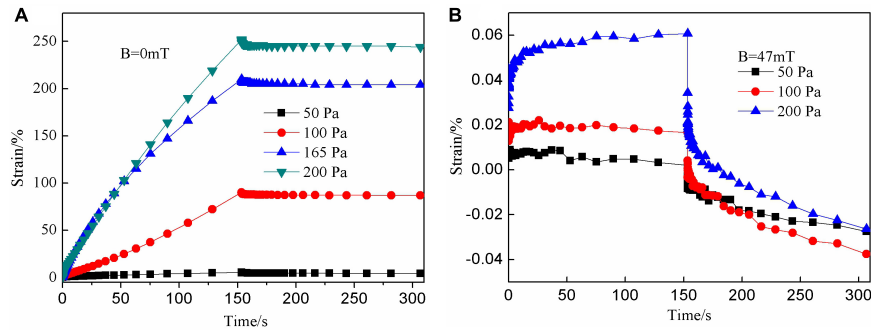 A
B=0mT
50 Pa
100 Pa
165 Pa
200 Pa
Strain/%
250
200
150
100
50
0
0 50 100 150 200 250 300
Time/s
B
B=47mT
50 Pa
100 Pa
200 Pa
Strain/%
0.06
0.04
0.02
0.00
-0.02
-0.04
0 50 100 150 200 250 300
Time/s